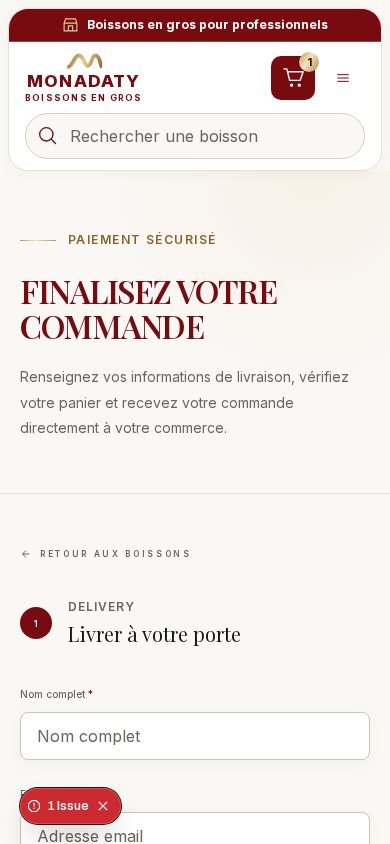 Boissons en gros pour professionnels
MONADATY
BOISSONS EN GROS
1
Rechercher une boisson
PAIEMENT SÉCURISÉ
FINALISEZ VOTRE
COMMANDE
Renseignez vos informations de livraison, vérifiez
votre panier et recevez votre commande
directement à votre commerce.
← RETOUR AUX BOISSONS
1
DELIVERY
Livrer à votre porte
Nom complet *
Nom complet
1 Issue
Adresse email